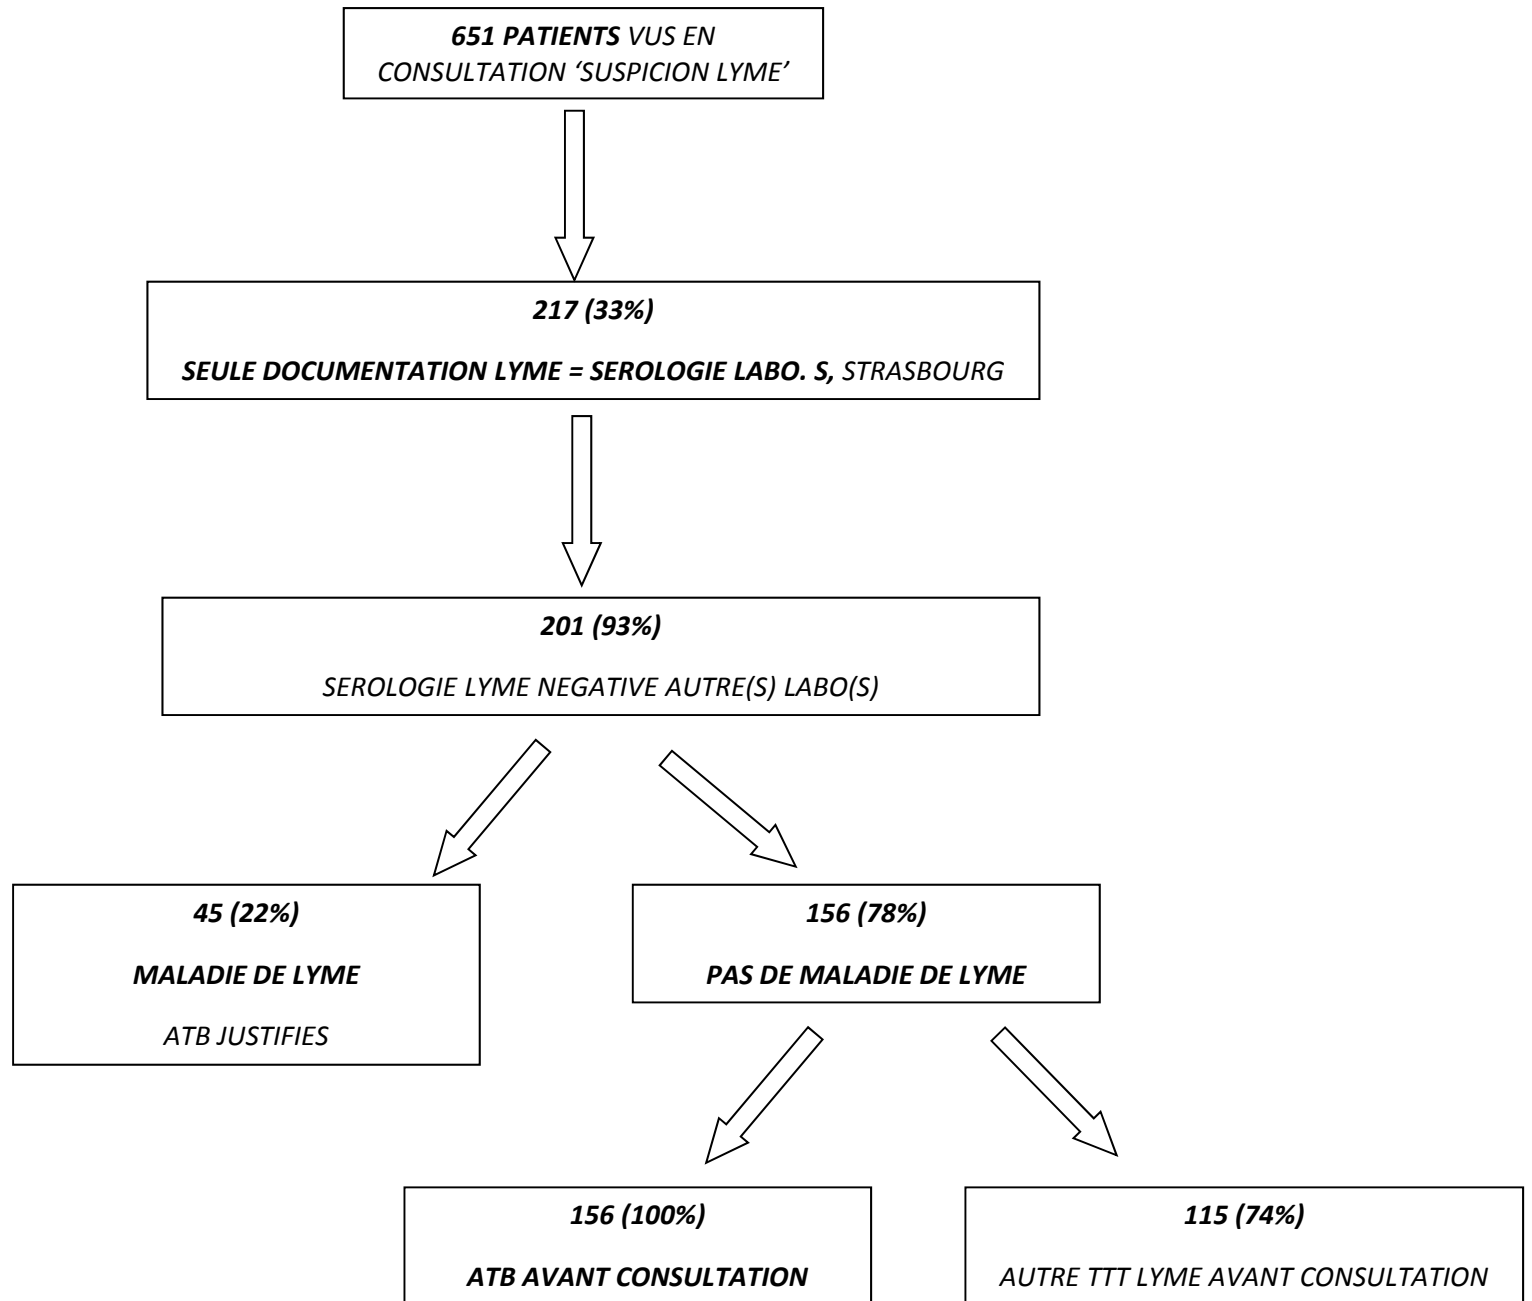 651 PATIENTS VUS EN
CONSULTATION ‘SUSPICION LYME’
217 (33%)
SEULE DOCUMENTATION LYME = SEROLOGIE LABO. S, STRASBOURG
201 (93%)
SEROLOGIE LYME NEGATIVE AUTRE(S) LABO(S)
45 (22%)
MALADIE DE LYME
ATB JUSTIFIES
156 (78%)
PAS DE MALADIE DE LYME
156 (100%)
ATB AVANT CONSULTATION
115 (74%)
AUTRE TTT LYME AVANT CONSULTATION